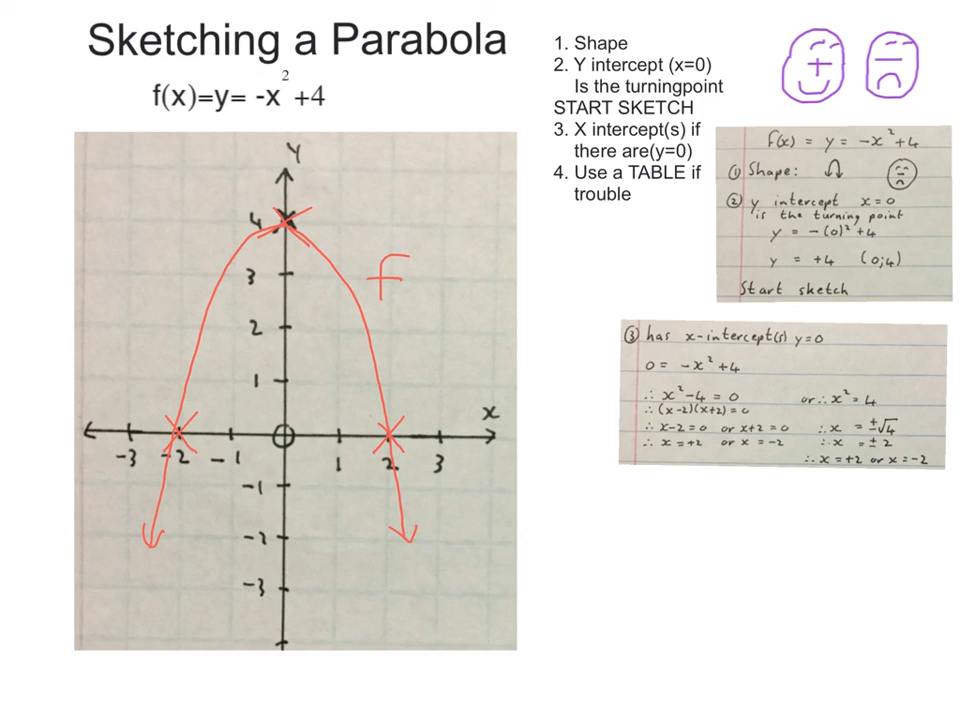 Sketching a Parabola
f(x)=y= -x² +4
1. Shape
2. Y intercept (x=0)
Is the turningpoint
START SKETCH
3. X intercept(s) if
there are(y=0)
4. Use a TABLE if
trouble
+
f(x) = y = -x²+4
① Shape:
② y intercept x=0
is the turning point
y = -(0)²+4
y = +4 (0;4)
Start sketch
③ has x-intercept(s) y=0
0 = -x²+4
∴ x²-4 = 0 or ∴ x² = 4
∴ (x-2)(x+2) = 0
∴ x-2=0 or x+2=0 ∴ x = ±√4
∴ x = +2 or x = -2 ∴ x = ± 2
∴ x = +2 or x = -2
Y
4
f
3
2
1
x
-3 -2 -1 1 2 3
-1
-2
-3